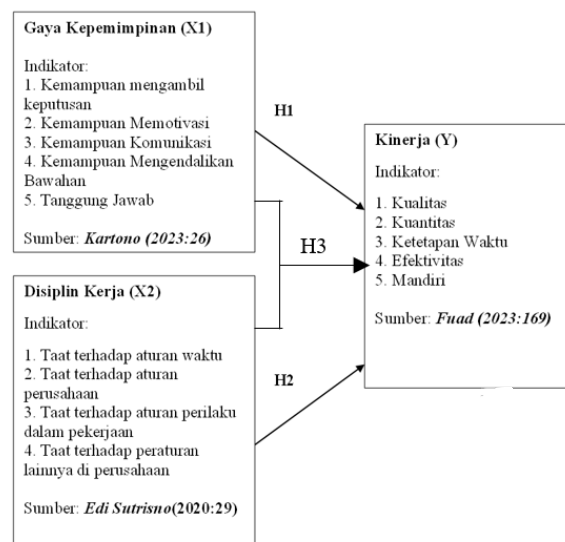 Gaya Kepemimpinan (X1)
Indikator:
1. Kemampuan mengambil
keputusan
2. Kemampuan Memotivasi
3. Kemampuan Komunikasi
4. Kemampuan Mengendalikan
Bawahan
5. Tanggung Jawab
Sumber: Kartono (2023:26)
H1
H3
H2
Disiplin Kerja (X2)
Indikator:
1. Taat terhadap aturan waktu
2. Taat terhadap aturan
perusahaan
3. Taat terhadap aturan perilaku
dalam pekerjaan
4. Taat terhadap peraturan
lainnya di perusahaan
Sumber: Edi Sutrisno(2020:29)
Kinerja (Y)
Indikator:
1. Kualitas
2. Kuantitas
3. Ketetapan Waktu
4. Efektivitas
5. Mandiri
Sumber: Fuad (2023:169)